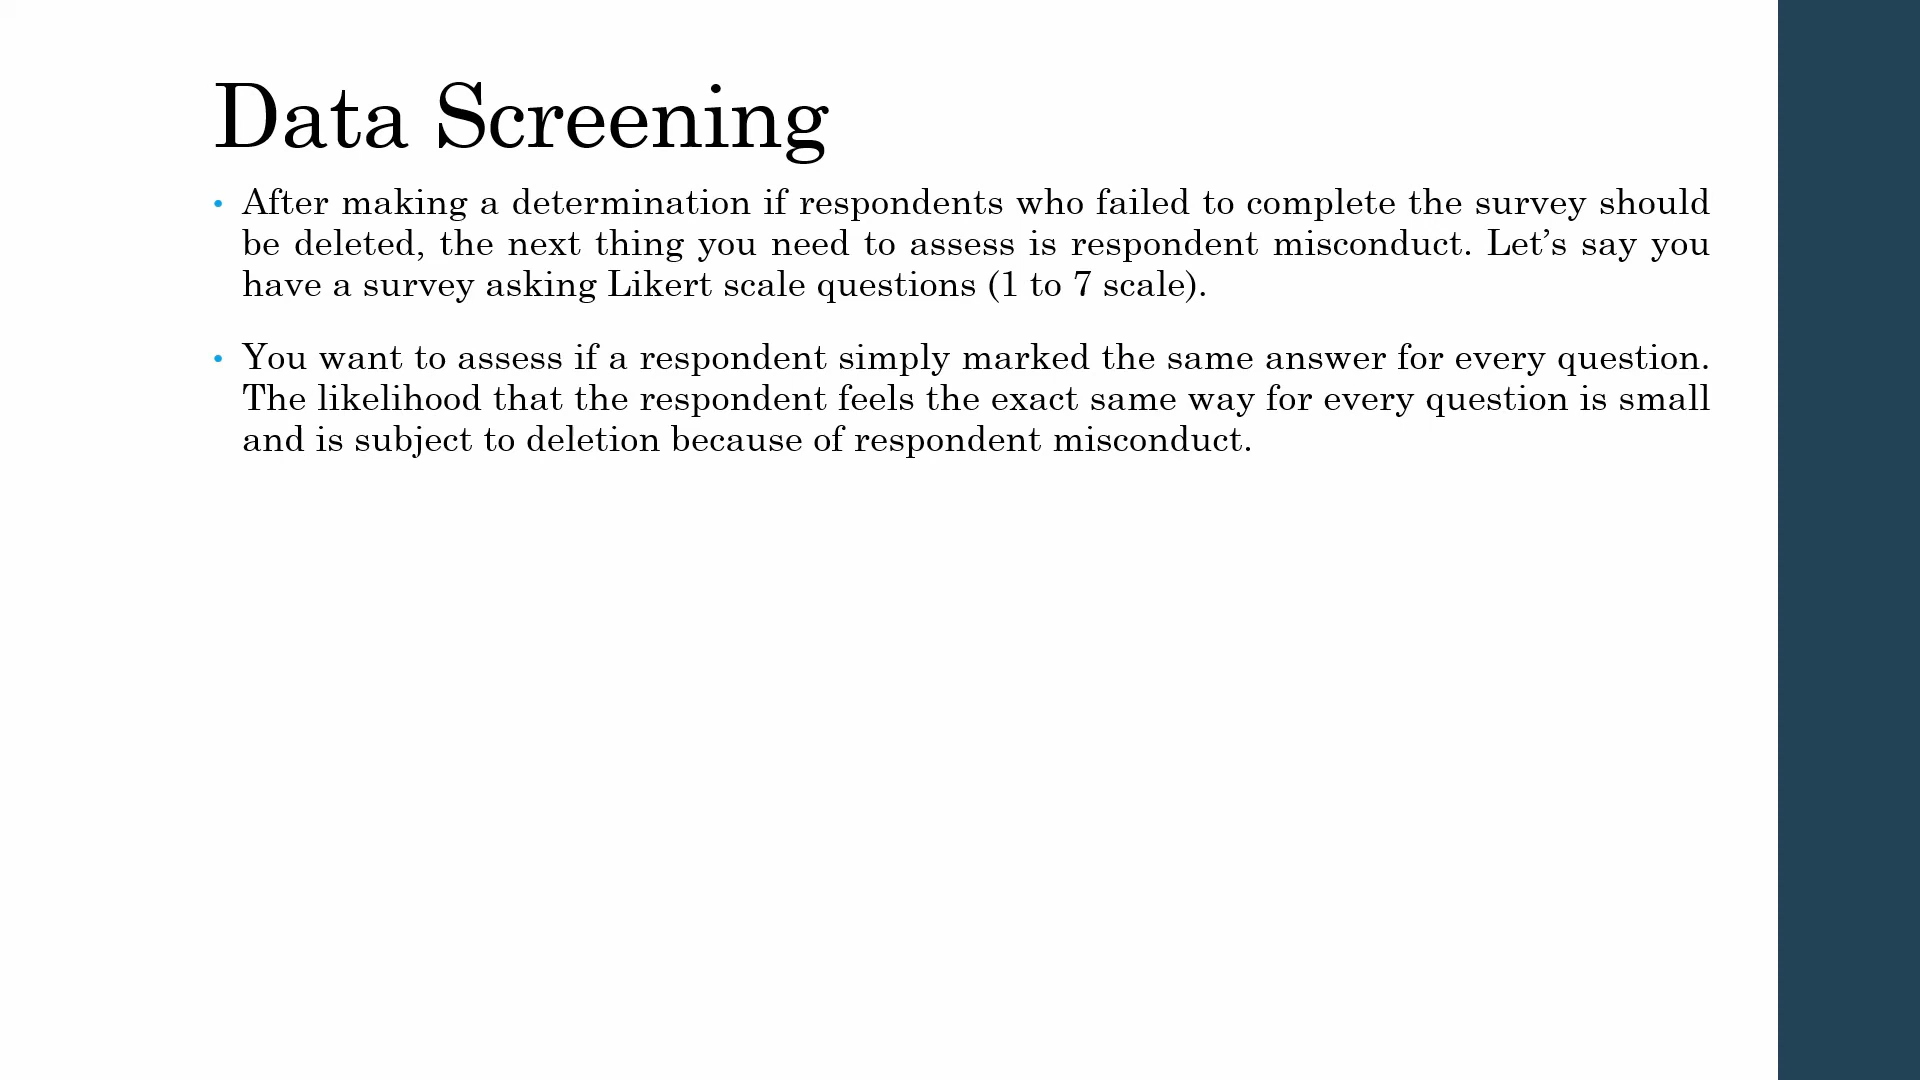 Data Screening
• After making a determination if respondents who failed to complete the survey should
be deleted, the next thing you need to assess is respondent misconduct. Let’s say you
have a survey asking Likert scale questions (1 to 7 scale).
• You want to assess if a respondent simply marked the same answer for every question.
The likelihood that the respondent feels the exact same way for every question is small
and is subject to deletion because of respondent misconduct.